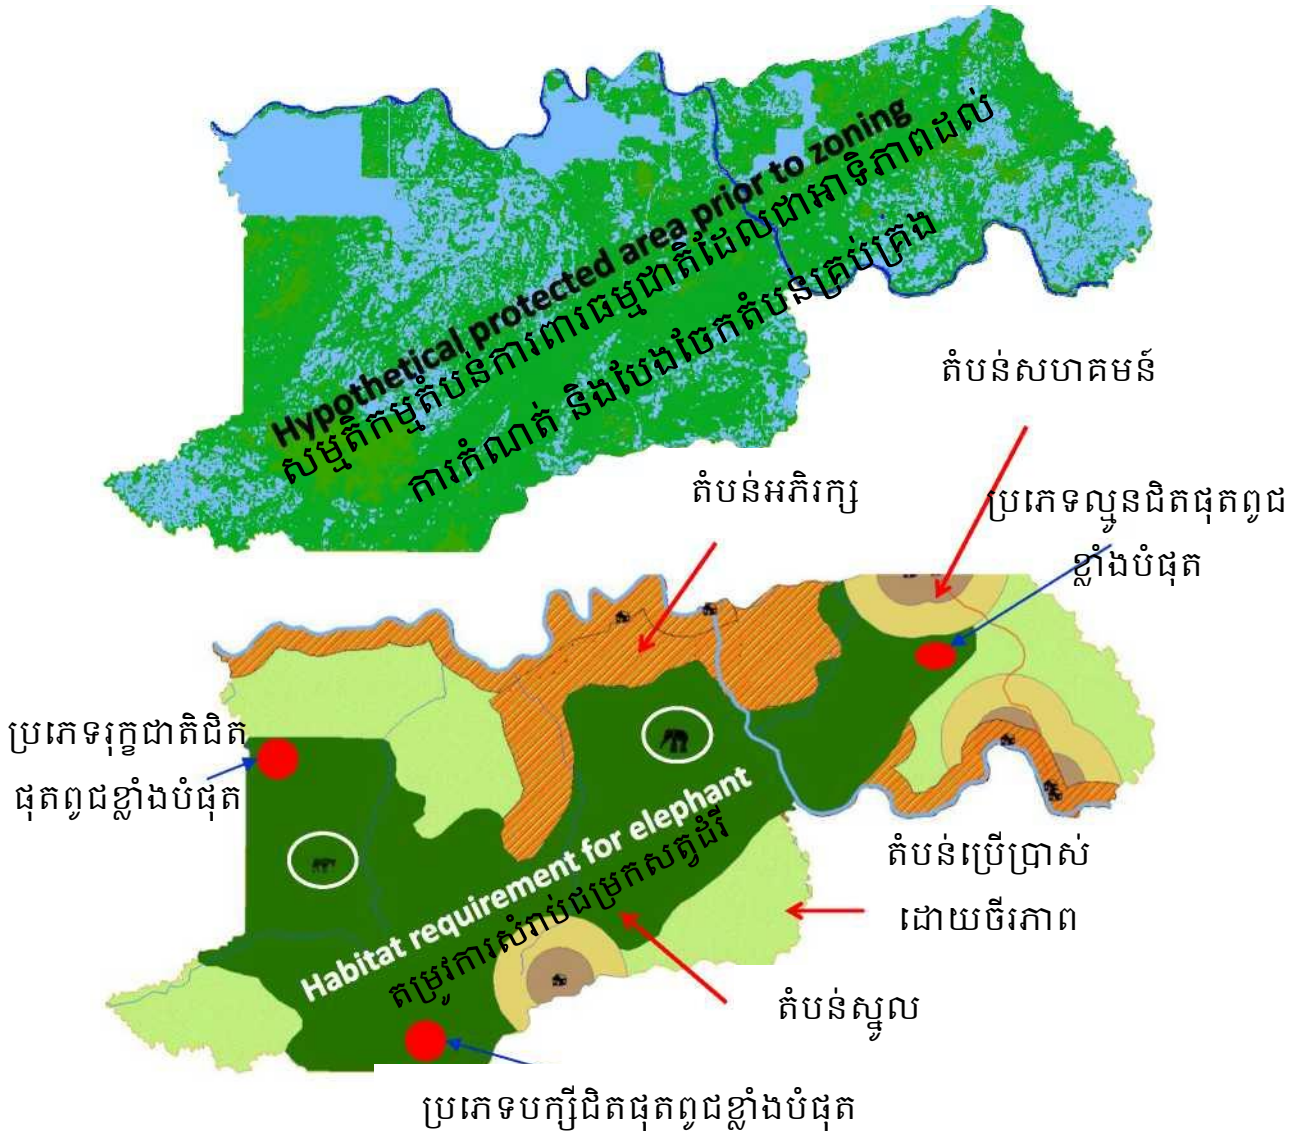 Hypothetical protected area prior to zoning
សម្មតិកម្មតំបន់ការពារធម្មជាតិដែលជាអាទិភាពដល់
ការកំណត់ និងបែងចែកតំបន់គ្រប់គ្រង
តំបន់សហគមន៍
តំបន់អភិរក្ស
ប្រភេទល្មូនជិតផុតពូជ
ខ្លាំងបំផុត
ប្រភេទរុក្ខជាតិជិត
ផុតពូជខ្លាំងបំផុត
Habitat requirement for elephant
តម្រូវការសំរាប់ជម្រកសត្វដំរី
តំបន់ប្រើប្រាស់
ដោយចីរភាព
តំបន់ស្នូល
ប្រភេទបក្សីជិតផុតពូជខ្លាំងបំផុត